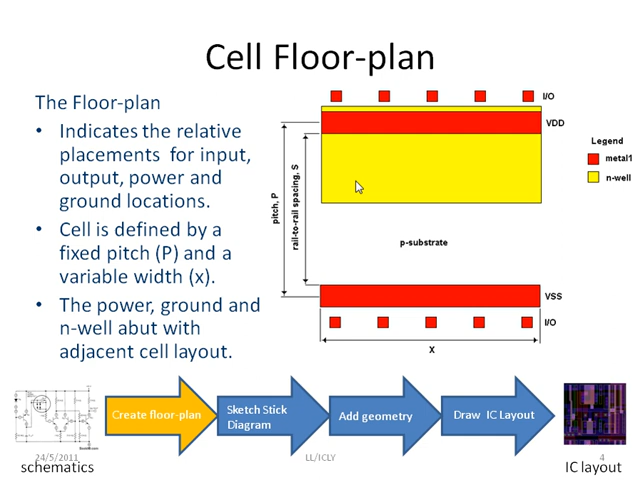 Cell Floor-plan
The Floor-plan
• Indicates the relative
placements for input,
output, power and
ground locations.
• Cell is defined by a
fixed pitch (P) and a
variable width (x).
• The power, ground and
n-well abut with
adjacent cell layout.
I/O
VDD
pitch, P
rail-to-rail spacing, S
p-substrate
VSS
I/O
X
Legend
metal1
n-well
Create floor-plan
Sketch Stick
Diagram
Add geometry
Draw IC Layout
24/5/2011
LL/ICLY
4
schematics
IC layout